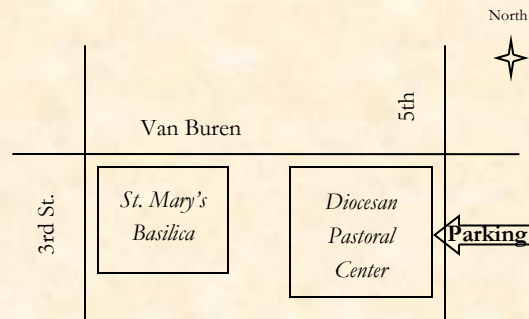 North
5th
Van Buren
3rd St.
St. Mary's
Basilica
Diocesan
Pastoral
Center
Parking